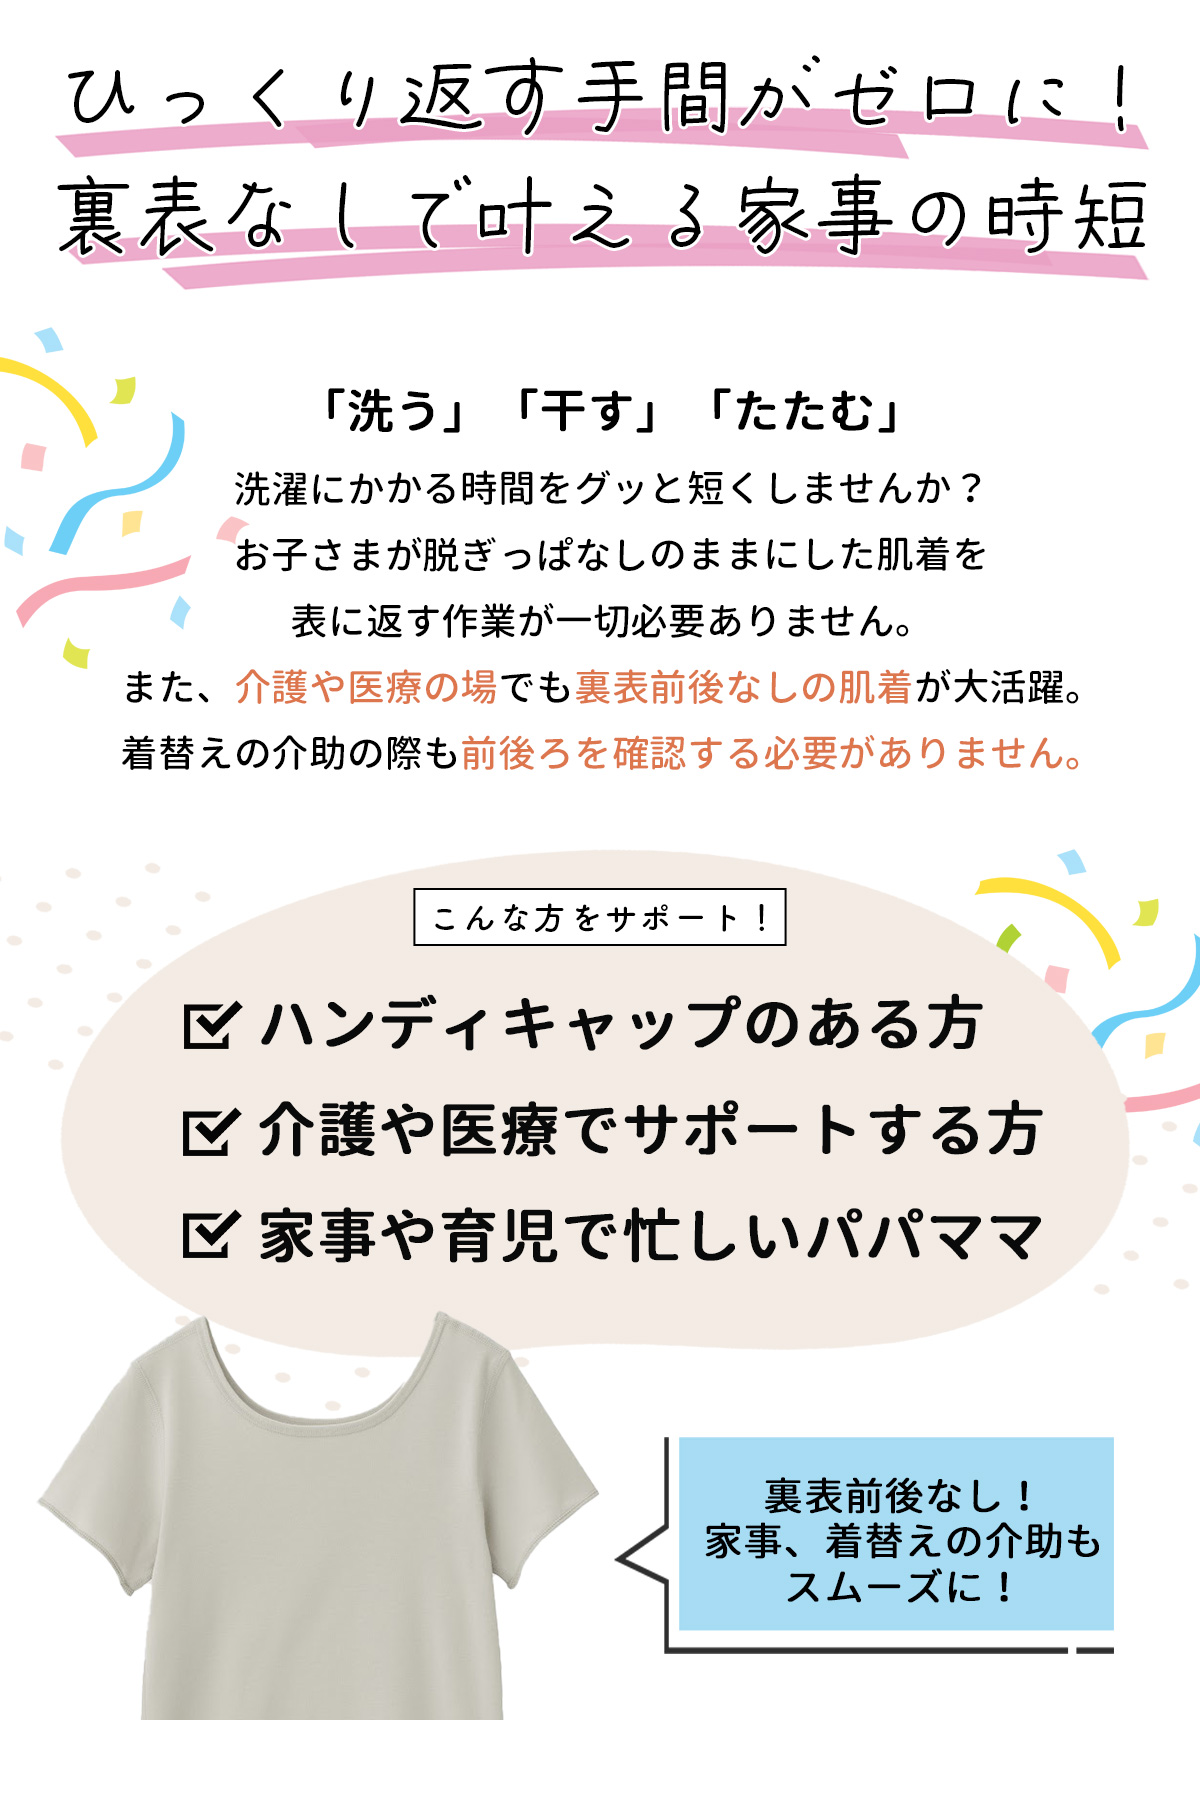 ひっくり返す手間がゼロに！
裏表なしで叶える家事の時短
「洗う」「干す」「たたむ」
洗濯にかかる時間をグッと短くしませんか？
お子さまが脱ぎっぱなしのままにした肌着を
表に返す作業が一切必要ありません。
また、介護や医療の場でも裏表前後なしの肌着が大活躍。
着替えの介助の際も前後ろを確認する必要がありません。
こんな方をサポート！
ハンディキャップのある方
介護や医療でサポートする方
家事や育児で忙しいパパママ
裏表前後なし！
家事、着替えの介助も
スムーズに！